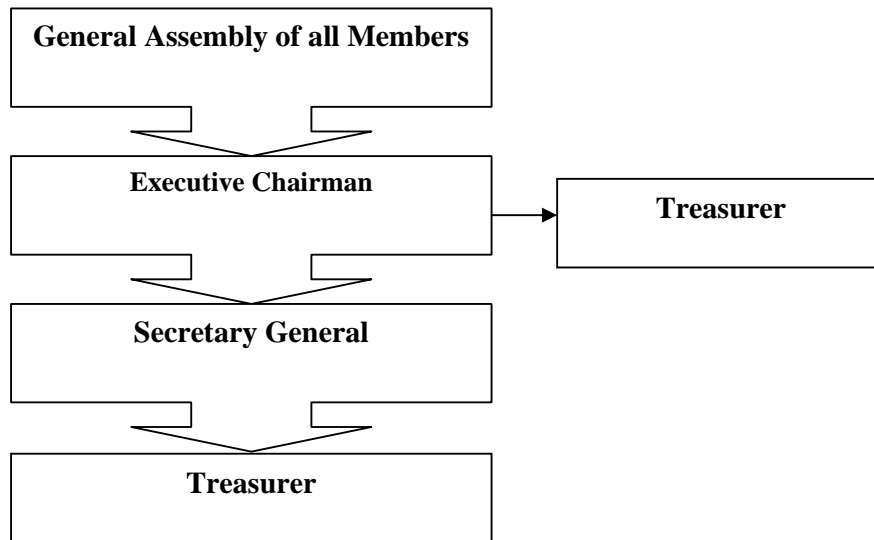 General Assembly of all Members
Executive Chairman
Treasurer
Secretary General
Treasurer